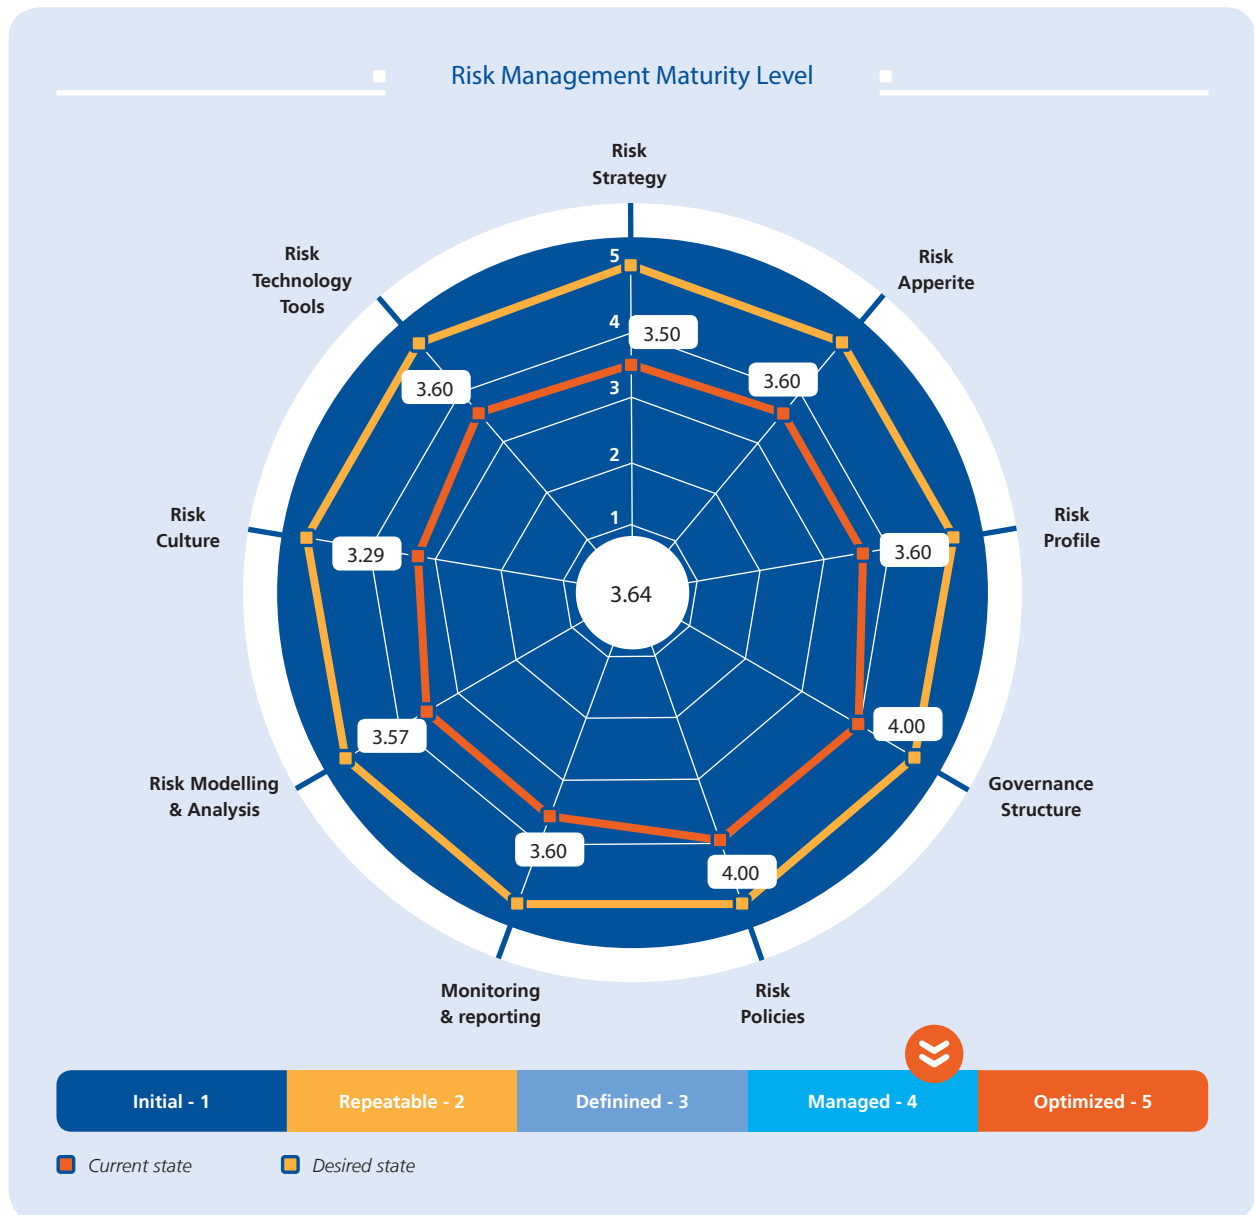 Risk Management Maturity Level
Risk
Strategy
Risk
Technology
Tools
Risk
Apperite
5
4
3.50
3.60
3.60
3
2
Risk
Culture
Risk
Profile
1
3.29
3.60
3.64
3.57
4.00
Risk Modelling
& Analysis
Governance
Structure
3.60
4.00
Monitoring
& reporting
Risk
Policies
Initial - 1
Repeatable - 2
Definined - 3
Managed - 4
Optimized - 5
Current state
Desired state